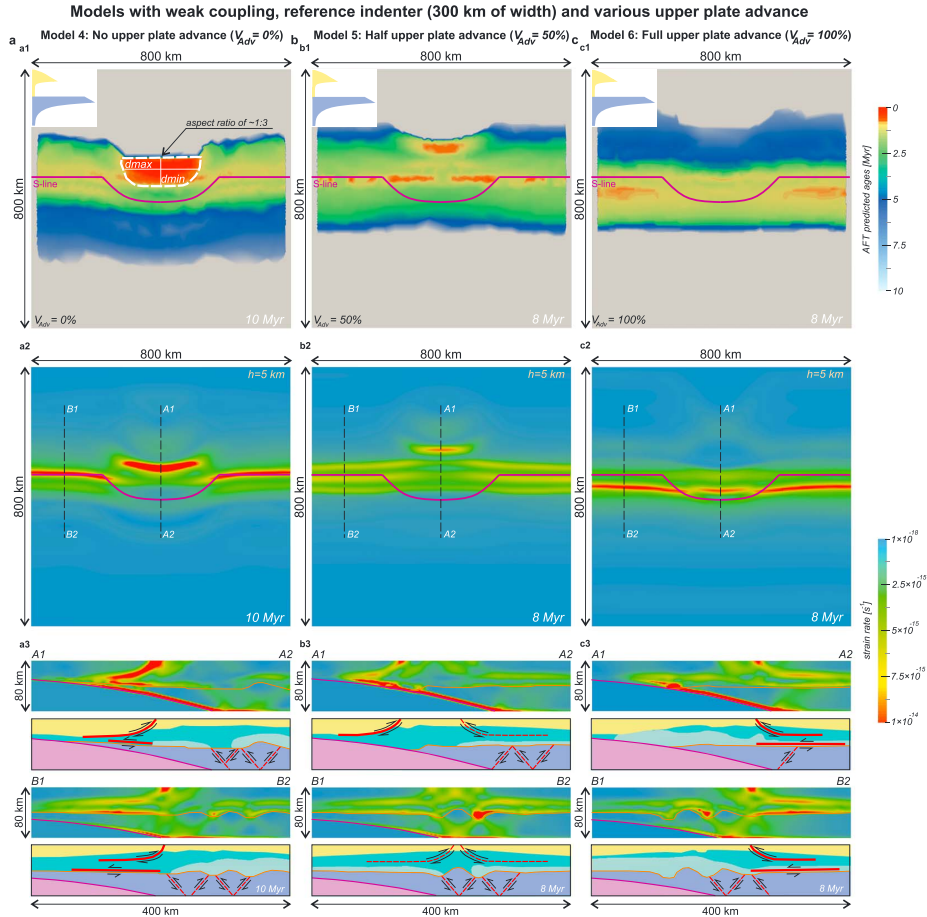 Models with weak coupling, reference indenter (300 km of width) and various upper plate advance
a Model 4: No upper plate advance (VAdv= 0%)
b Model 5: Half upper plate advance (VAdv= 50%)
c Model 6: Full upper plate advance (VAdv= 100%)
a1
800 km
b1
800 km
c1
800 km
800 km
aspect ratio of ~1:3
dmax
dmin
S-line
VAdv= 0%
10 Myr
800 km
S-line
VAdv= 50%
8 Myr
800 km
S-line
VAdv= 100%
8 Myr
0
2.5
5
7.5
10
AFT predicted ages [Myr]
a2
800 km
b2
800 km
c2
800 km
800 km
h=5 km
B1
A1
B2
A2
10 Myr
800 km
h=5 km
B1
A1
B2
A2
8 Myr
800 km
h=5 km
B1
A1
B2
A2
8 Myr
1×10⁻¹⁸
2.5×10⁻¹⁵
5×10⁻¹⁵
7.5×10⁻¹⁵
1×10⁻¹⁴
strain rate [s⁻¹]
a3
A1
A2
80 km
B1
B2
80 km
10 Myr
400 km
b3
A1
A2
80 km
B1
B2
80 km
8 Myr
400 km
c3
A1
A2
80 km
B1
B2
80 km
8 Myr
400 km